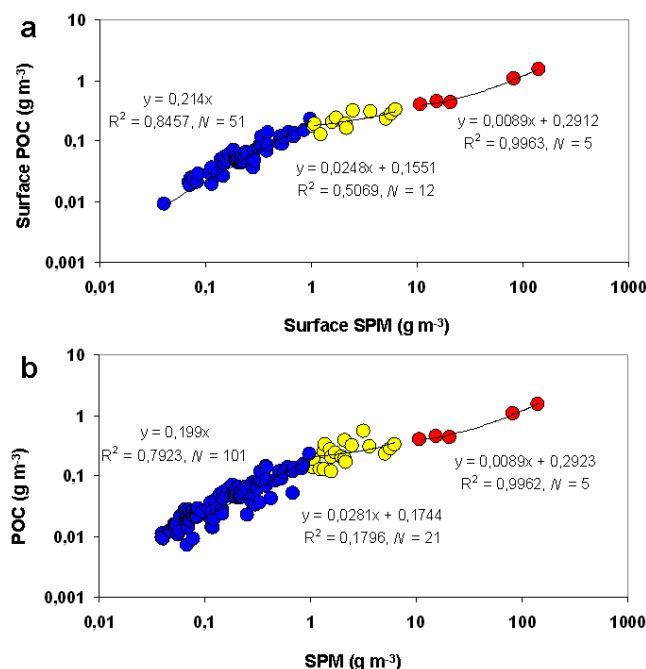 a
10
1
0,1
0,01
0,001
Surface POC (g m⁻³)
y = 0,214x
R² = 0,8457, N = 51
y = 0,0248x + 0,1551
R² = 0,5069, N = 12
y = 0,0089x + 0,2912
R² = 0,9963, N = 5
0,01 0,1 1 10 100 1000
Surface SPM (g m⁻³)
b
10
1
0,1
0,01
0,001
POC (g m⁻³)
y = 0,199x
R² = 0,7923, N = 101
y = 0,0281x + 0,1744
R² = 0,1796, N = 21
y = 0,0089x + 0,2923
R² = 0,9962, N = 5
0,01 0,1 1 10 100 1000
SPM (g m⁻³)